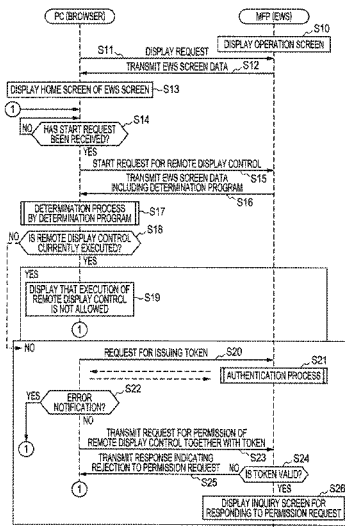 PC (BROWSER)
MFP (EWS)
S10
DISPLAY OPERATION SCREEN
S11
DISPLAY REQUEST
TRANSMIT EWS SCREEN DATA
S12
DISPLAY HOME SCREEN OF EWS SCREEN
S13
1
S14
NO
HAS START REQUEST
BEEN RECEIVED?
YES
START REQUEST FOR REMOTE DISPLAY CONTROL
S15
TRANSMIT EWS SCREEN DATA
INCLUDING DETERMINATION PROGRAM
S16
DETERMINATION PROCESS
BY DETERMINATION PROGRAM
S17
S18
NO
IS REMOTE DISPLAY CONTROL
CURRENTLY EXECUTED?
YES
YES
DISPLAY THAT EXECUTION OF
REMOTE DISPLAY CONTROL
IS NOT ALLOWED
S19
1
NO
REQUEST FOR ISSUING TOKEN
S20
S21
AUTHENTICATION PROCESS
S22
YES
ERROR
NOTIFICATION?
NO
1
TRANSMIT REQUEST FOR PERMISSION OF
REMOTE DISPLAY CONTROL TOGETHER WITH TOKEN
S23
S24
TRANSMIT RESPONSE INDICATING
REJECTION TO PERMISSION REQUEST
NO
IS TOKEN VALID?
S25
1
YES
S26
DISPLAY INQUIRY SCREEN FOR
RESPONDING TO PERMISSION REQUEST